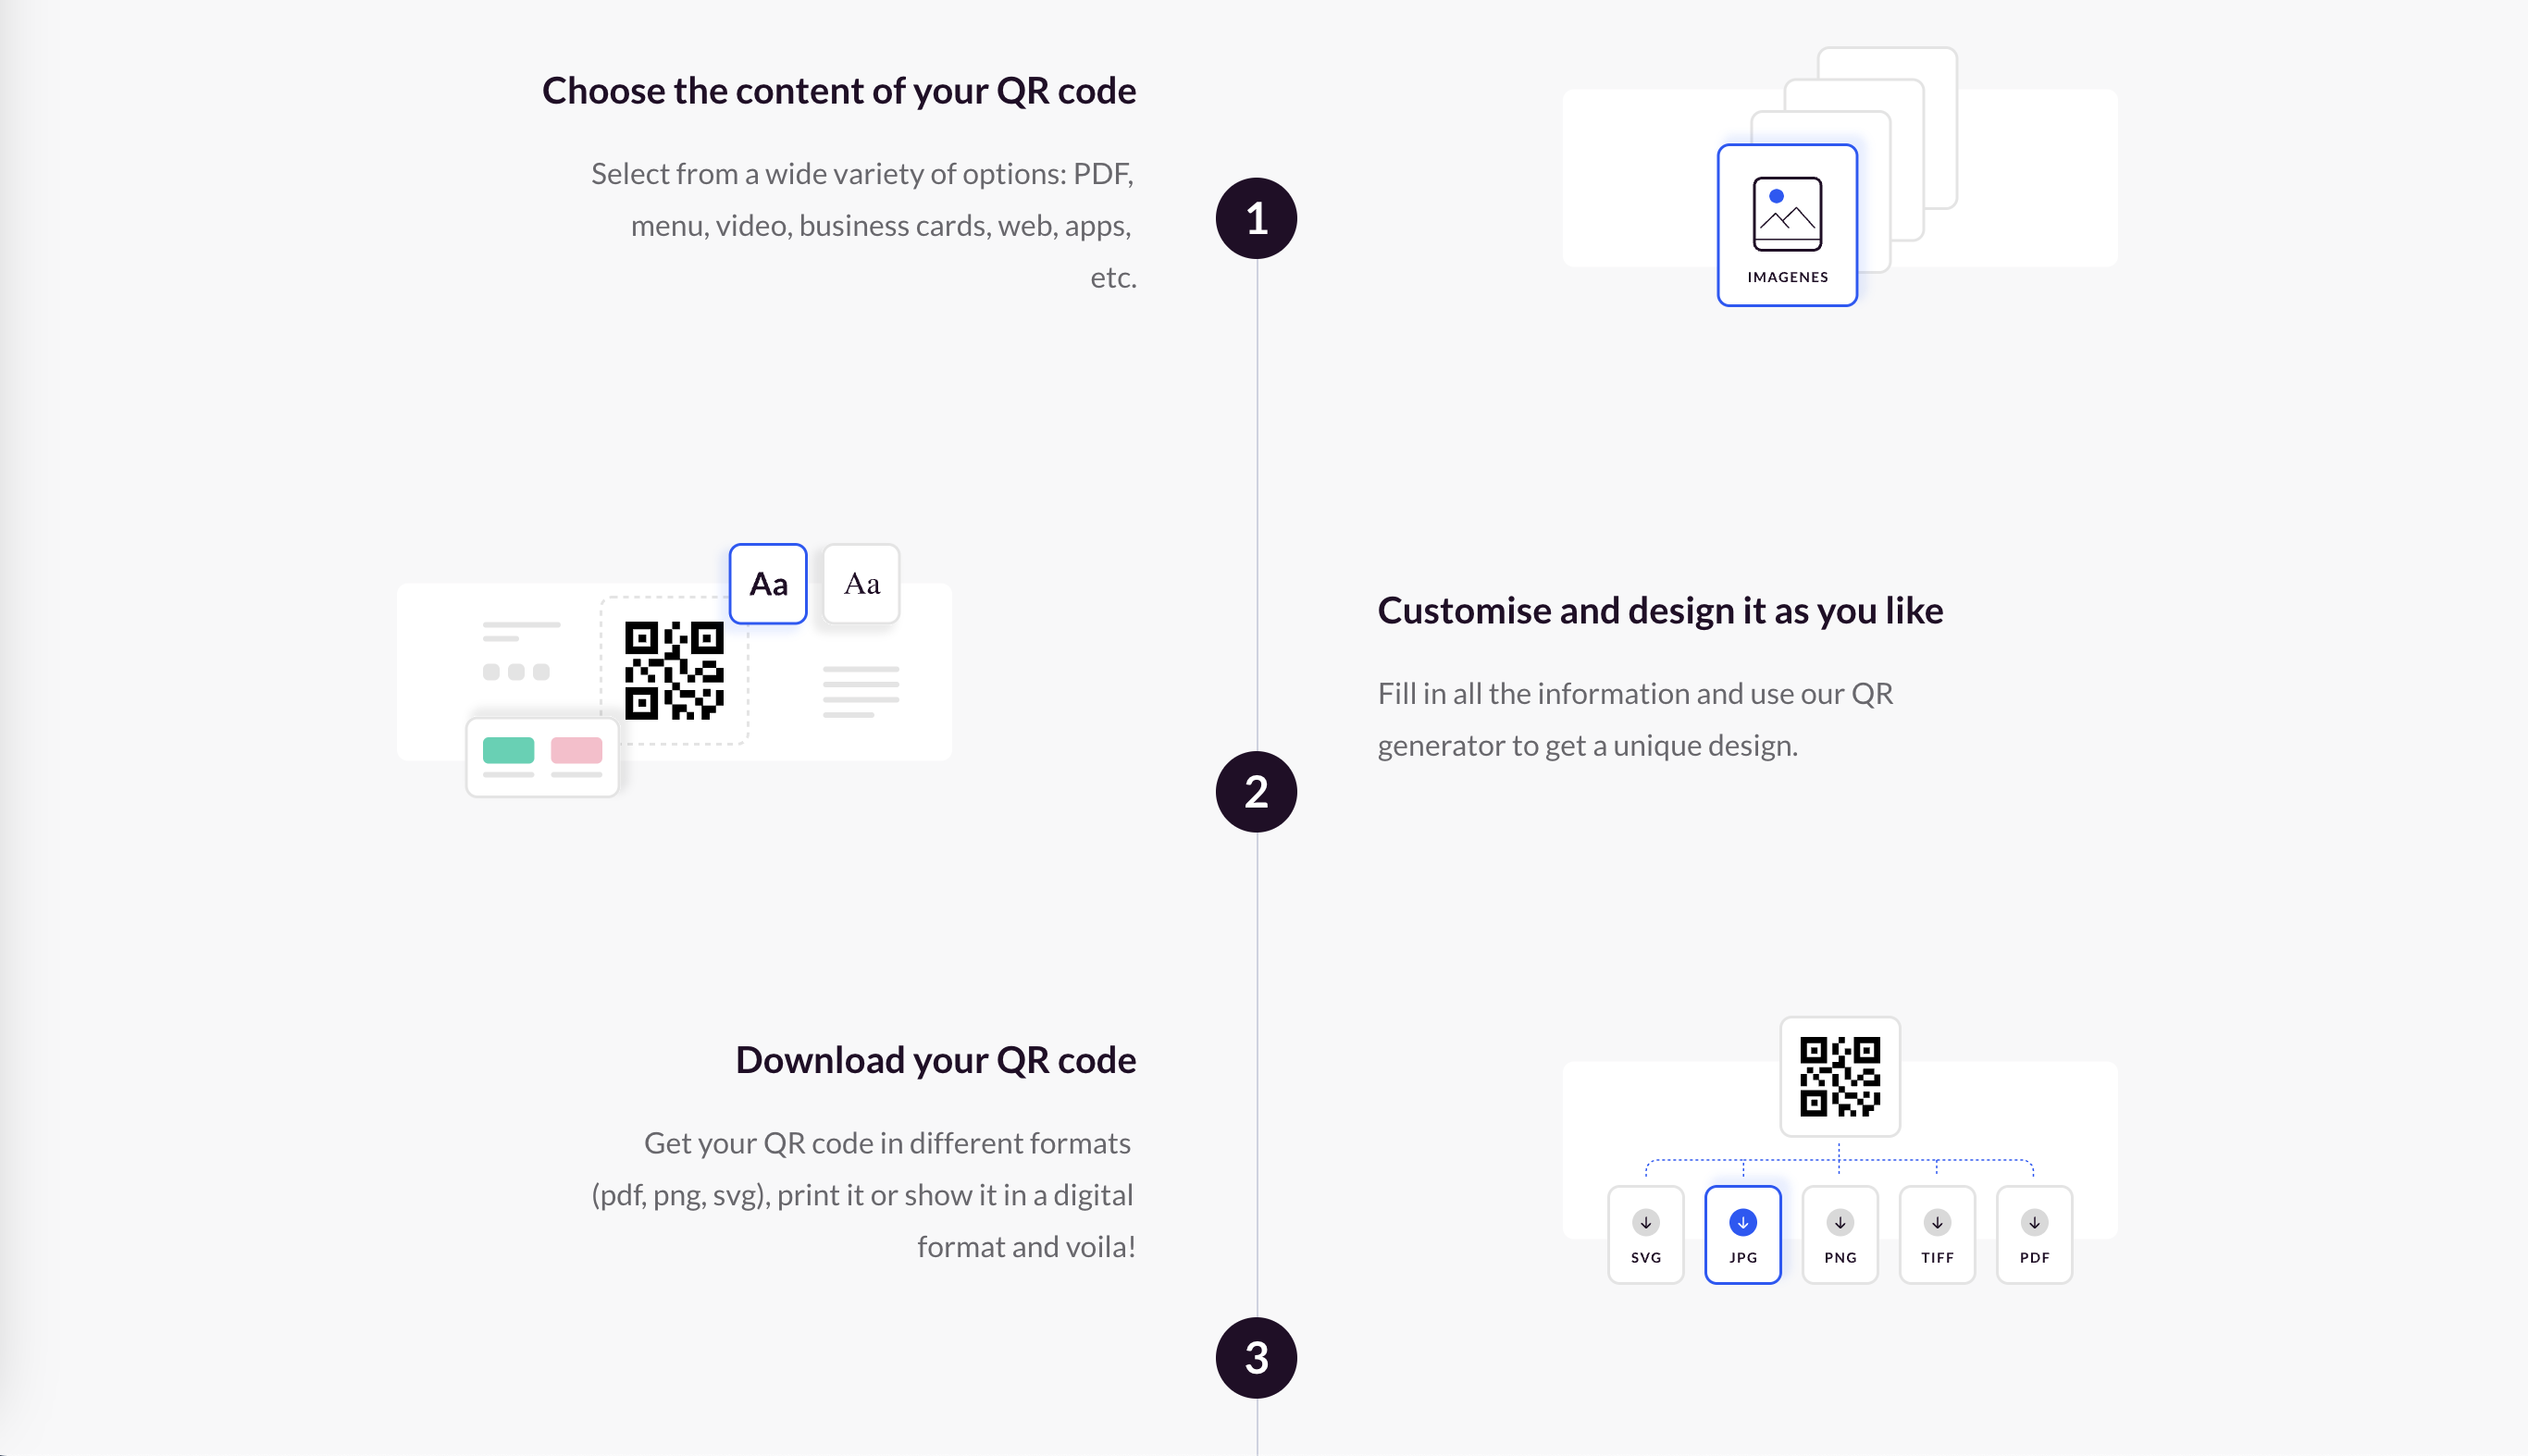 Choose the content of your QR code
Select from a wide variety of options: PDF,
menu, video, business cards, web, apps,
etc.
1
IMAGENES
Aa
Aa
Customise and design it as you like
Fill in all the information and use our QR
generator to get a unique design.
2
Download your QR code
Get your QR code in different formats
(pdf, png, svg), print it or show it in a digital
format and voila!
SVG
JPG
PNG
TIFF
PDF
3